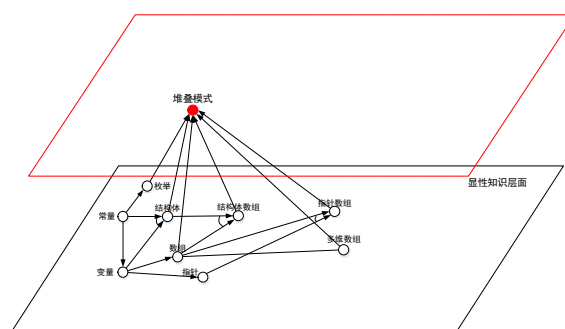 堆叠模式
显性知识层面
枚举
结构体
结构体数组
指针数组
常量
多维数组
数组
变量
指针